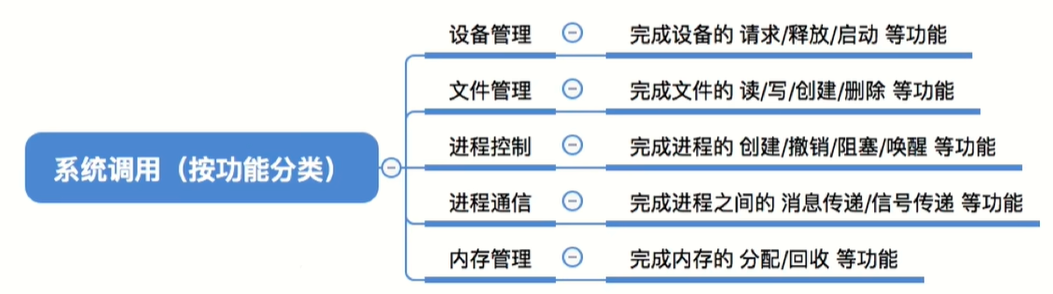 系统调用（按功能分类）
设备管理 完成设备的 请求/释放/启动 等功能
文件管理 完成文件的 读/写/创建/删除 等功能
进程控制 完成进程的 创建/撤销/阻塞/唤醒 等功能
进程通信 完成进程之间的 消息传递/信号传递 等功能
内存管理 完成内存的 分配/回收 等功能